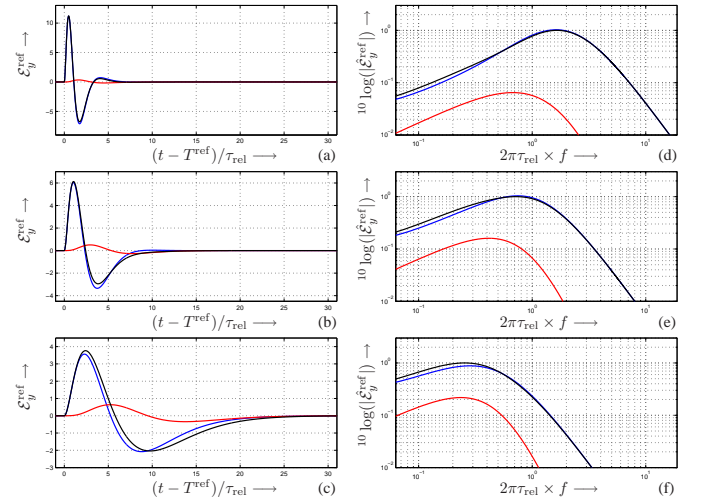 10
5
0
−5
0 5 10 15 20 25 30
ℰ_y^ref →
(t − T^ref)/τ_rel → (a)
10^0
10^−1
10^−2
10^−1 10^0 10^1
10 log(|ℰ̂_y^ref|) →
2πτ_rel × f → (d)
6
4
2
0
−2
−4
0 5 10 15 20 25 30
ℰ_y^ref →
(t − T^ref)/τ_rel → (b)
10^0
10^−1
10^−2
10^−1 10^0 10^1
10 log(|ℰ̂_y^ref|) →
2πτ_rel × f → (e)
4
3
2
1
0
−1
−2
−3
0 5 10 15 20 25 30
ℰ_y^ref →
(t − T^ref)/τ_rel → (c)
10^0
10^−1
10^−2
10^−1 10^0 10^1
10 log(|ℰ̂_y^ref|) →
2πτ_rel × f → (f)